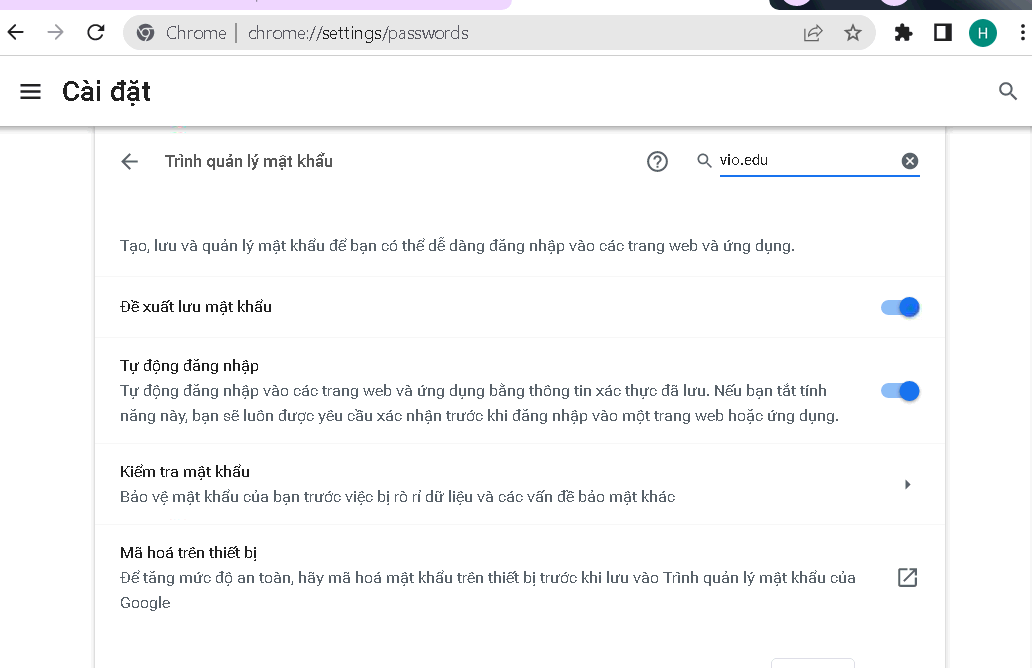 Chrome | chrome://settings/passwords
H
Cài đặt
Trình quản lý mật khẩu
vio.edu
Tạo, lưu và quản lý mật khẩu để bạn có thể dễ dàng đăng nhập vào các trang web và ứng dụng.
Đề xuất lưu mật khẩu
Tự động đăng nhập
Tự động đăng nhập vào các trang web và ứng dụng bằng thông tin xác thực đã lưu. Nếu bạn tắt tính
năng này, bạn sẽ luôn được yêu cầu xác nhận trước khi đăng nhập vào một trang web hoặc ứng dụng.
Kiểm tra mật khẩu
Bảo vệ mật khẩu của bạn trước việc bị rò rỉ dữ liệu và các vấn đề bảo mật khác
Mã hoá trên thiết bị
Để tăng mức độ an toàn, hãy mã hoá mật khẩu trên thiết bị trước khi lưu vào Trình quản lý mật khẩu của
Google